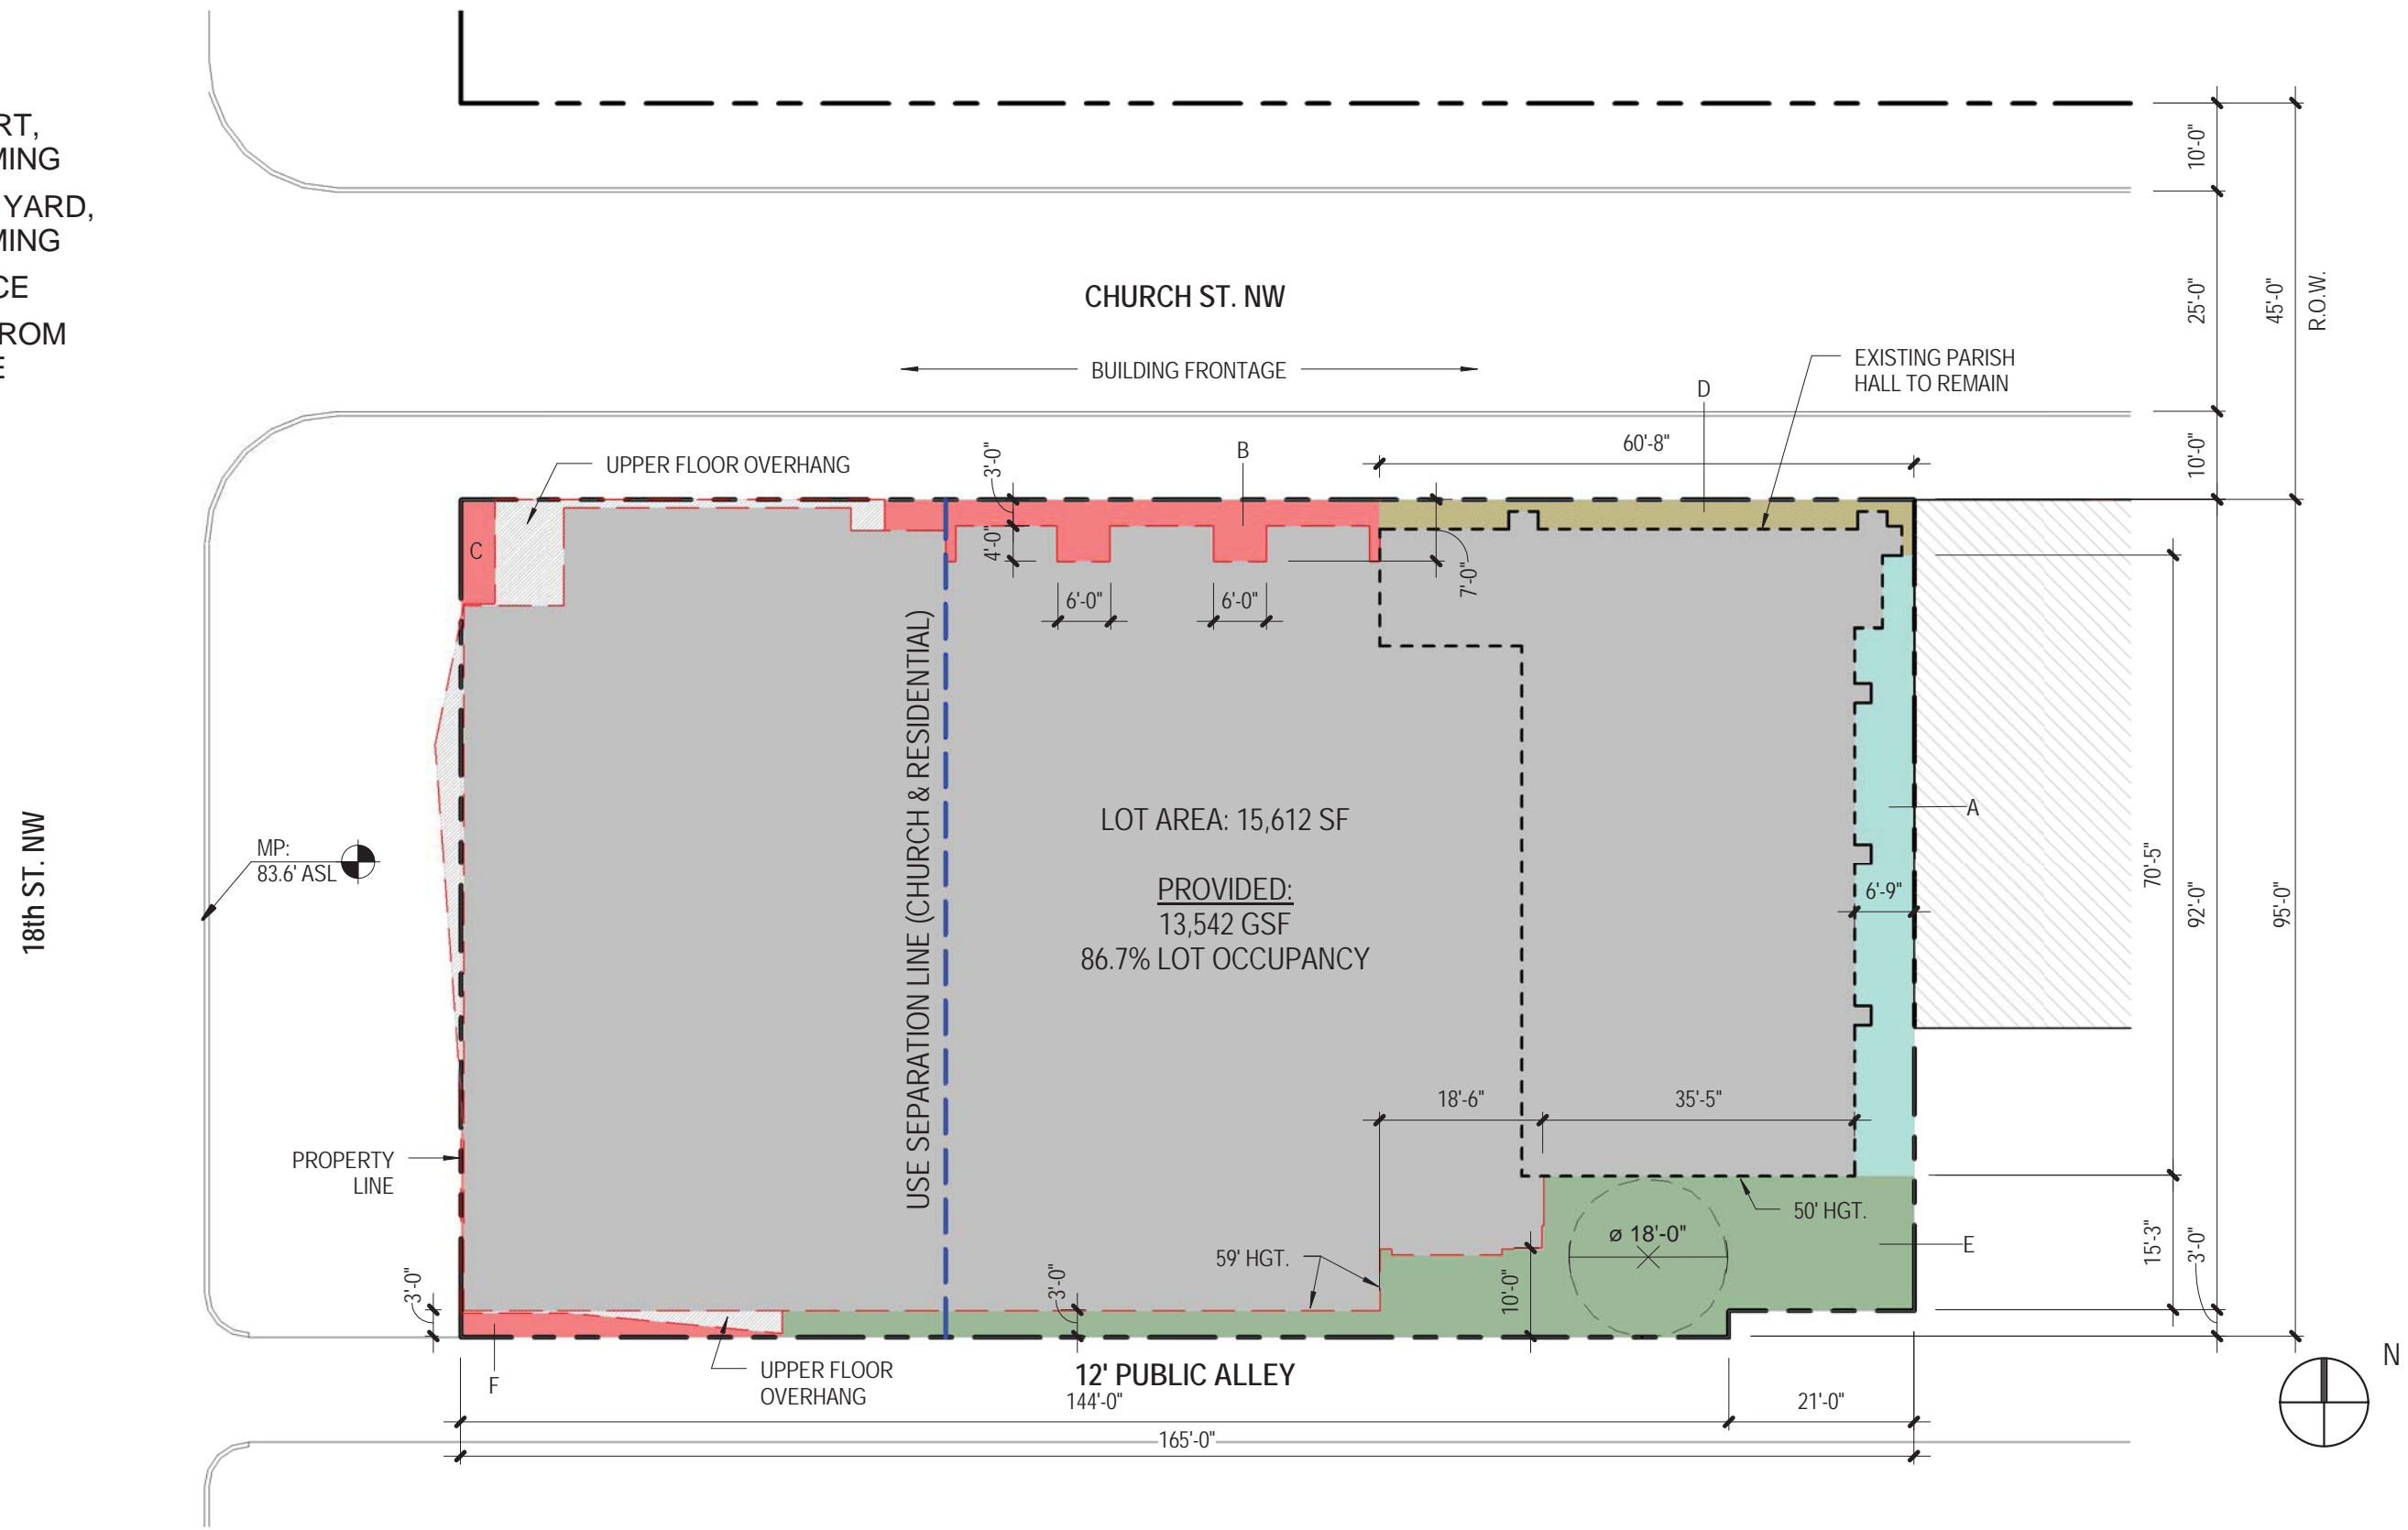 RT,
MING
YARD,
MING
CE
ROM
E
10'-0"
25'-0"
45'-0"
R.O.W.
CHURCH ST. NW
BUILDING FRONTAGE
EXISTING PARISH
HALL TO REMAIN
D
UPPER FLOOR OVERHANG
3'-0"
B
60'-8"
10'-0"
C
4'-0"
7'-0"
6'-0"
6'-0"
USE SEPARATION LINE (CHURCH & RESIDENTIAL)
LOT AREA: 15,612 SF
PROVIDED:
13,542 GSF
86.7% LOT OCCUPANCY
A
6'-9"
70'-5"
92'-0"
95'-0"
18th ST. NW
MP:
83.6' ASL
PROPERTY
LINE
18'-6"
35'-5"
50' HGT.
ø 18'-0"
E
59' HGT.
10'-0"
15'-3"
3'-0"
3'-0"
3'-0"
F
UPPER FLOOR
OVERHANG
12' PUBLIC ALLEY
144'-0"
21'-0"
165'-0"
N